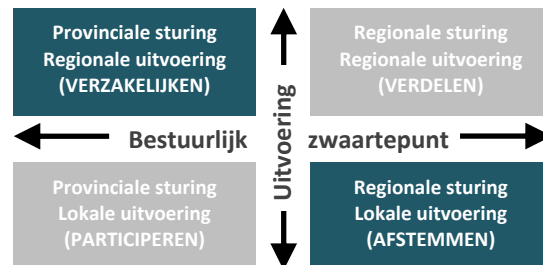 Provinciale sturing
Regionale uitvoering
(VERZAKELIJKEN)
Regionale sturing
Regionale uitvoering
(VERDELEN)
Bestuurlijk zwaartepunt
Uitvoering
Provinciale sturing
Lokale uitvoering
(PARTICIPEREN)
Regionale sturing
Lokale uitvoering
(AFSTEMMEN)